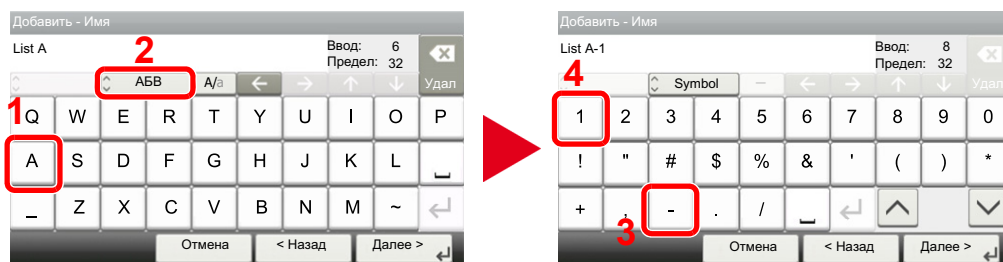 Добавить - Имя
List A
Ввод: 6
Предел: 32
2
АБВ
A/a
← → ↑ ↓
Удал
1
Q W E R T Y U I O P
A S D F G H J K L
_ Z X C V B N M ~
Отмена
< Назад
Далее >
Добавить - Имя
List A-1
Ввод: 8
Предел: 32
4
Symbol
← → ↑ ↓
Удал
1 2 3 4 5 6 7 8 9 0
! " # $ % & ' ( ) *
+ , - . /
3
Отмена
< Назад
Далее >